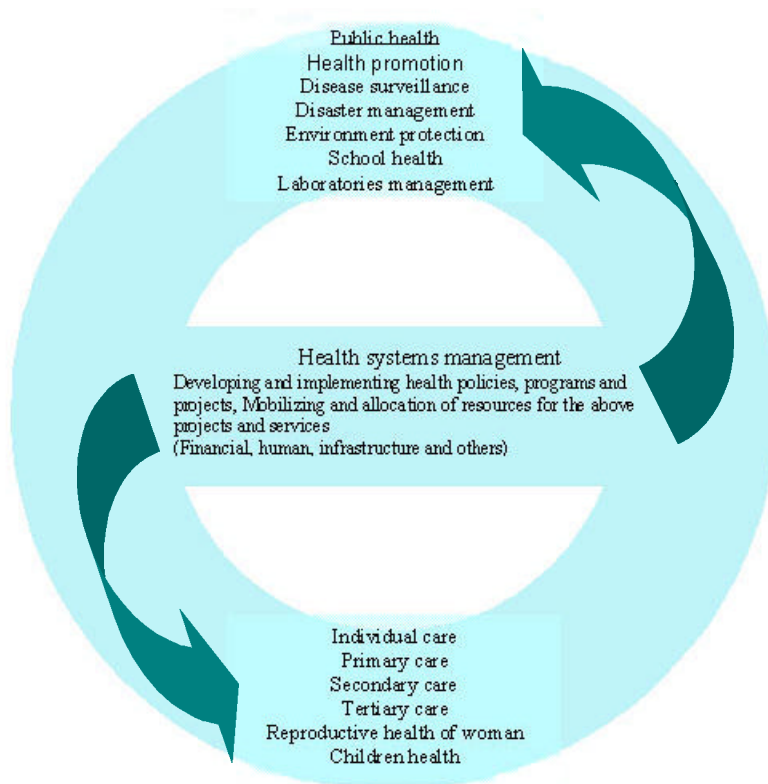 Public health
Health promotion
Disease surveillance
Disaster management
Environment protection
School health
Laboratories management
Health systems management
Developing and implementing health policies, programs and
projects, Mobilizing and allocation of resources for the above
projects and services
(Financial, human, infrastructure and others)
Individual care
Primary care
Secondary care
Tertiary care
Reproductive health of woman
Children health